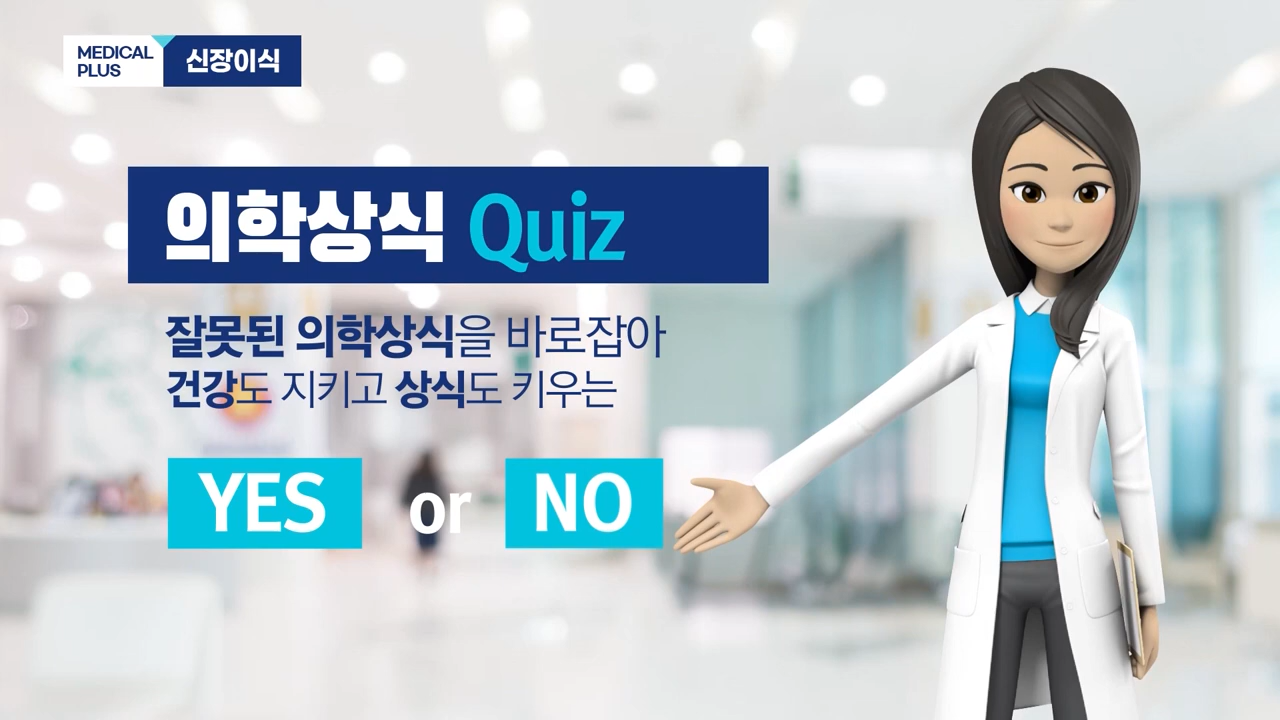 MEDICAL
PLUS
신장이식
의학상식 Quiz
잘못된 의학상식을 바로잡아
건강도 지키고 상식도 키우는
YES or NO